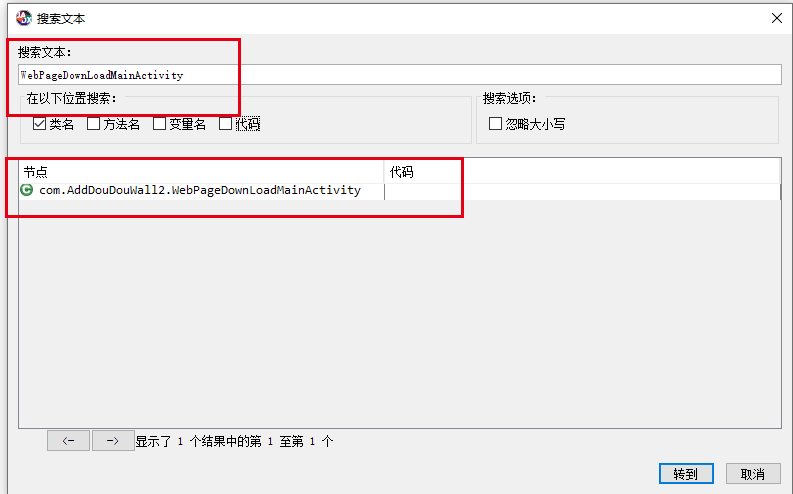 搜索文本
搜索文本:
WebPageDownLoadMainActivity
在以下位置搜索: 搜索选项:
类名 方法名 变量名 代码 忽略大小写
节点 代码
C com.AddDouDouWall2.WebPageDownLoadMainActivity
<- -> 显示了 1 个结果中的第 1 至第 1 个
转到 取消